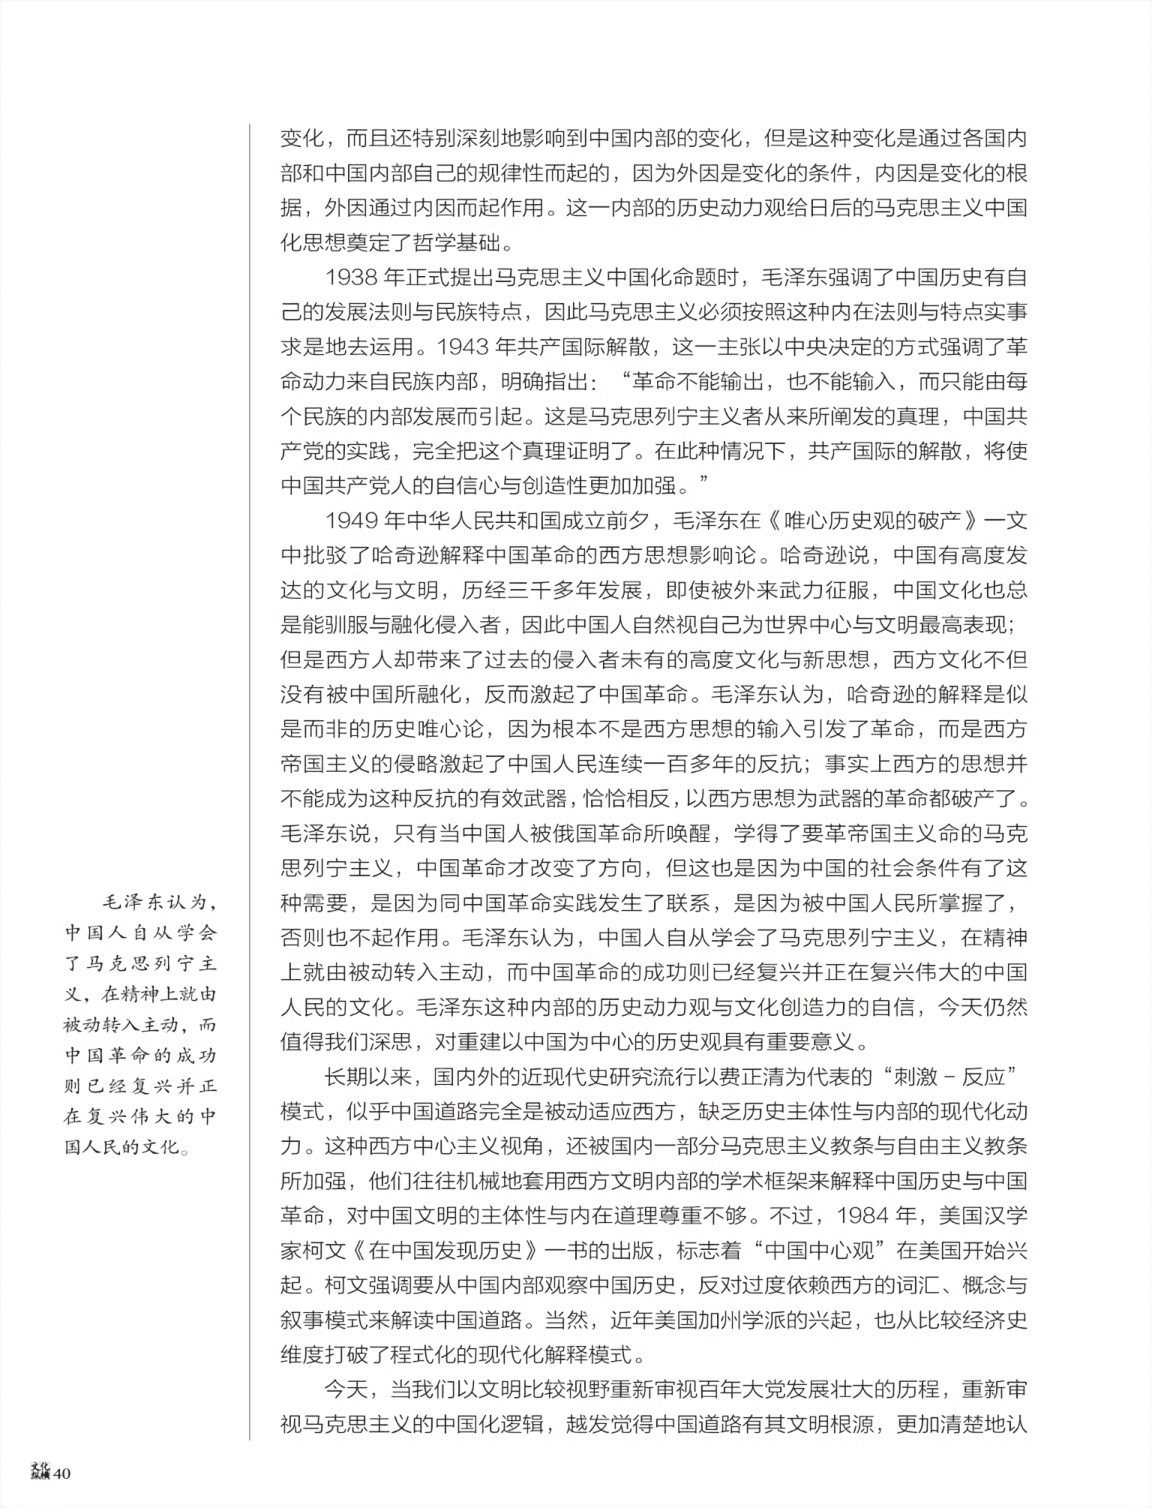 变化，而且还特别深刻地影响到中国内部的变化，但是这种变化是通过各国内
部和中国内部自己的规律性而起的，因为外因是变化的条件，内因是变化的根
据，外因通过内因而起作用。这一内部的历史动力观给日后的马克思主义中国
化思想奠定了哲学基础。
1938 年正式提出马克思主义中国化命题时，毛泽东强调了中国历史有自
己的发展法则与民族特点，因此马克思主义必须按照这种内在法则与特点实事
求是地去运用。1943 年共产国际解散，这一主张以中央决定的方式强调了革
命动力来自民族内部，明确指出：“革命不能输出，也不能输入，而只能由每
个民族的内部发展而引起。这是马克思列宁主义者从来所阐发的真理，中国共
产党的实践，完全把这个真理证明了。在此种情况下，共产国际的解散，将使
中国共产党人的自信心与创造性更加加强。”
1949 年中华人民共和国成立前夕，毛泽东在《唯心历史观的破产》一文
中批驳了哈奇逊解释中国革命的西方思想影响论。哈奇逊说，中国有高度发
达的文化与文明，历经三千多年发展，即使被外来武力征服，中国文化也总
是能驯服与融化侵入者，因此中国人自然视自己为世界中心与文明最高表现；
但是西方人却带来了过去的侵入者未有的高度文化与新思想，西方文化不但
没有被中国所融化，反而激起了中国革命。毛泽东认为，哈奇逊的解释是似
是而非的历史唯心论，因为根本不是西方思想的输入引发了革命，而是西方
帝国主义的侵略激起了中国人民连续一百多年的反抗；事实上西方的思想并
不能成为这种反抗的有效武器，恰恰相反，以西方思想为武器的革命都破产了。
毛泽东说，只有当中国人被俄国革命所唤醒，学得了要革帝国主义命的马克
思列宁主义，中国革命才改变了方向，但这也是因为中国的社会条件有了这
种需要，是因为同中国革命实践发生了联系，是因为被中国人民所掌握了，
否则也不起作用。毛泽东认为，中国人自从学会了马克思列宁主义，在精神
上就由被动转入主动，而中国革命的成功则已经复兴并正在复兴伟大的中国
人民的文化。毛泽东这种内部的历史动力观与文化创造力的自信，今天仍然
值得我们深思，对重建以中国为中心的历史观具有重要意义。
长期以来，国内外的近现代史研究流行以费正清为代表的“刺激－反应”
模式，似乎中国道路完全是被动适应西方，缺乏历史主体性与内部的现代化动
力。这种西方中心主义视角，还被国内一部分马克思主义教条与自由主义教条
所加强，他们往往机械地套用西方文明内部的学术框架来解释中国历史与中国
革命，对中国文明的主体性与内在道理尊重不够。不过，1984 年，美国汉学
家柯文《在中国发现历史》一书的出版，标志着“中国中心观”在美国开始兴
起。柯文强调要从中国内部观察中国历史，反对过度依赖西方的词汇、概念与
叙事模式来解读中国道路。当然，近年美国加州学派的兴起，也从比较经济史
维度打破了程式化的现代化解释模式。
今天，当我们以文明比较视野重新审视百年大党发展壮大的历程，重新审
视马克思主义的中国化逻辑，越发觉得中国道路有其文明根源，更加清楚地认
毛泽东认为，
中国人自从学会
了马克思列宁主
义，在精神上就由
被动转入主动，而
中国革命的成功
则已经复兴并正
在复兴伟大的中
国人民的文化。
文化
纵横 40